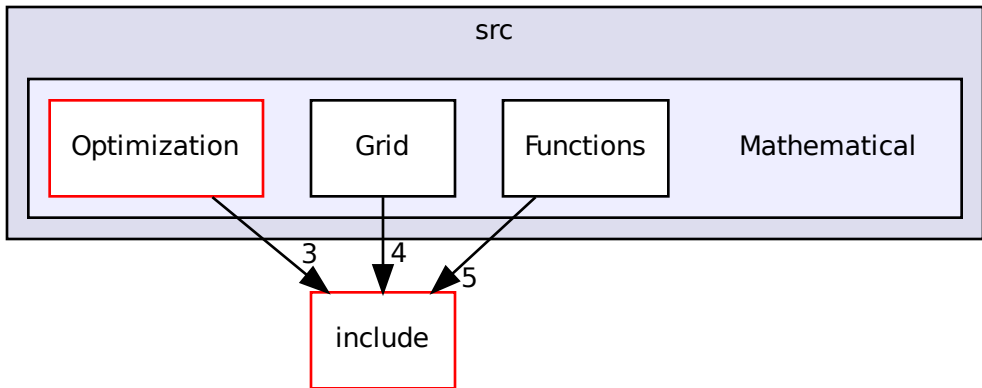 src
Optimization
Grid
Functions
Mathematical
3
4
5
include